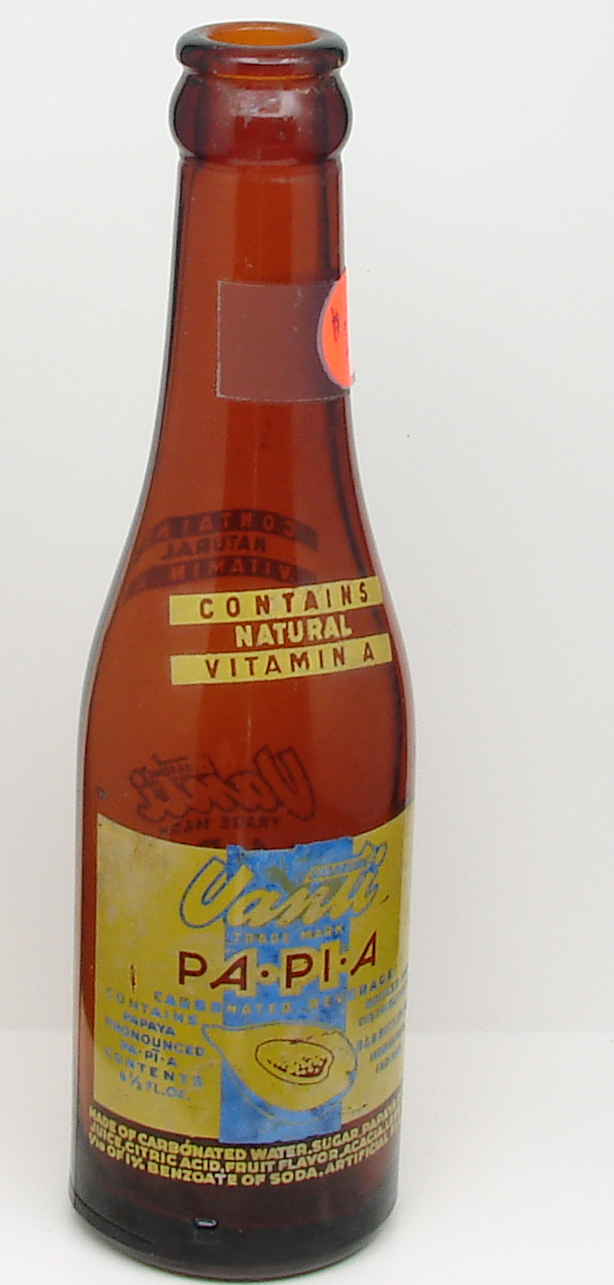 CONTAINS
NATURAL
VITAMIN A
Vanti
TRADE MARK
PA·PI·A
CARBONATED BEVERAGE
CONTAINS
PAPAYA
PRONOUNCED
PA·PĪ·A
CONTENTS
6½ FL.OZ.
MADE OF CARBONATED WATER, SUGAR, PAPAYA
JUICE, CITRIC ACID, FRUIT FLAVOR, ACACIA,
1/10 OF 1% BENZOATE OF SODA. ARTIFICIAL